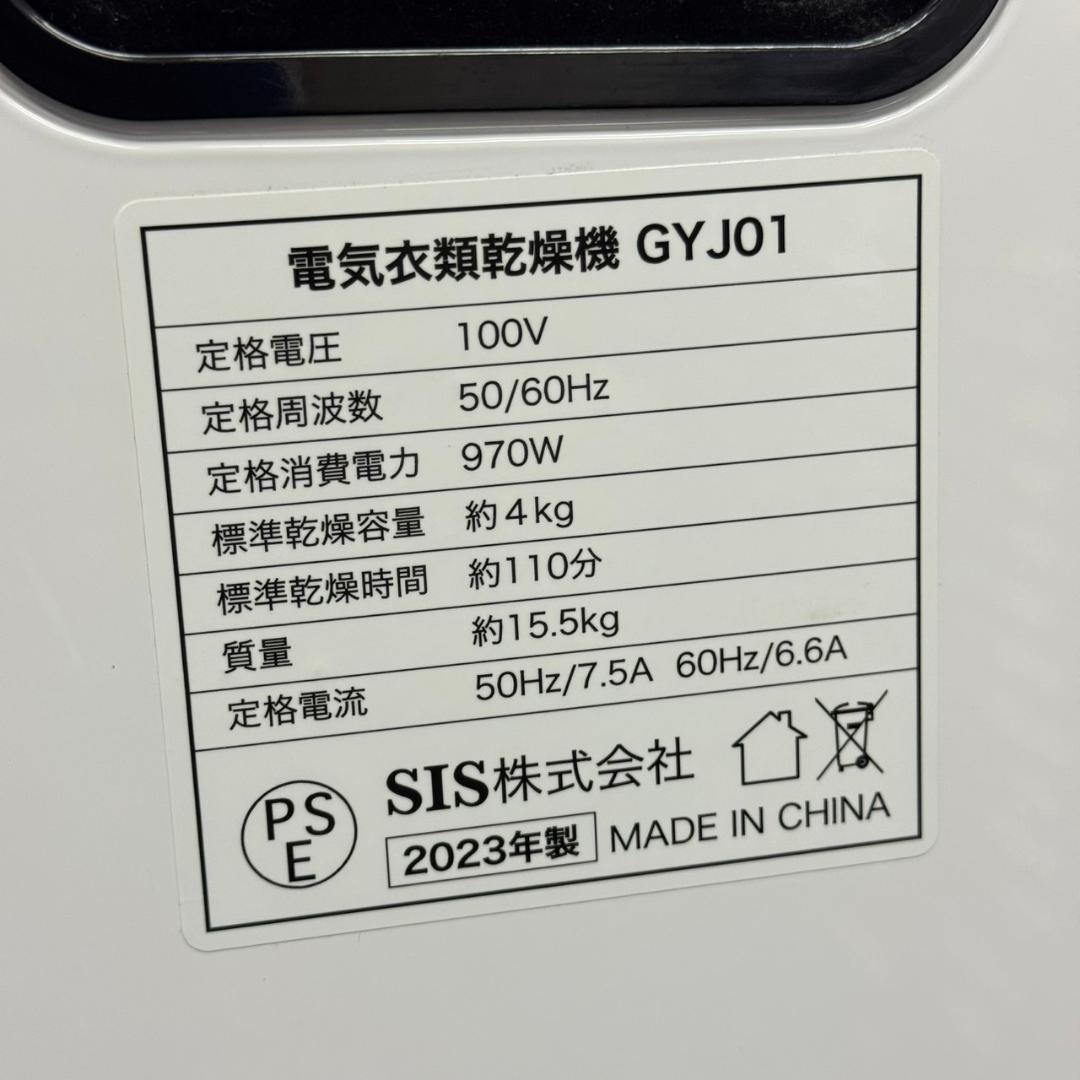 電気衣類乾燥機 GYJ01
定格電圧 100V
定格周波数 50/60Hz
定格消費電力 970W
標準乾燥容量 約4kg
標準乾燥時間 約110分
質量 約15.5kg
定格電流 50Hz/7.5A 60Hz/6.6A
PSE
SIS株式会社
2023年製 MADE IN CHINA